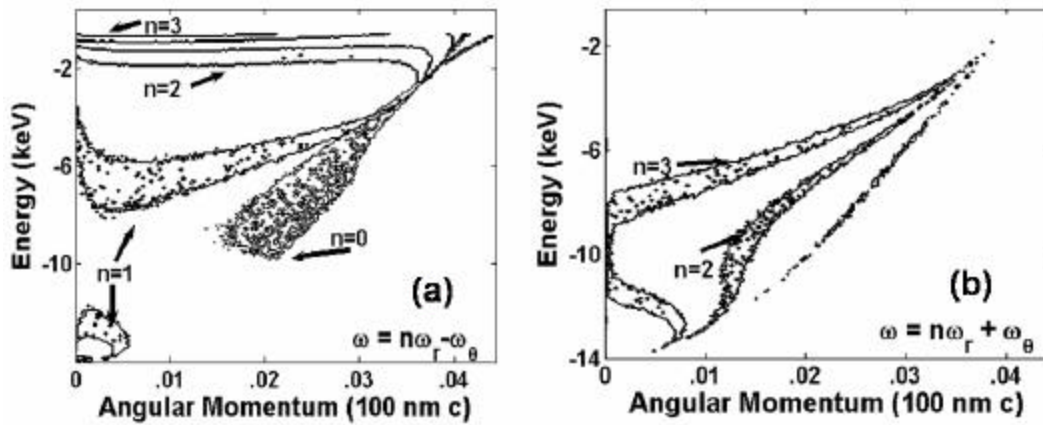 n=3
n=2
n=1
n=0
(a)
ω = nω_r-ω_θ
-2
-6
-10
Energy (keV)
0 .01 .02 .03 .04
Angular Momentum (100 nm c)
n=3
n=2
(b)
ω = nω_r + ω_θ
-2
-6
-10
-14
Energy (keV)
0 .01 .02 .03 .04
Angular Momentum (100 nm c)